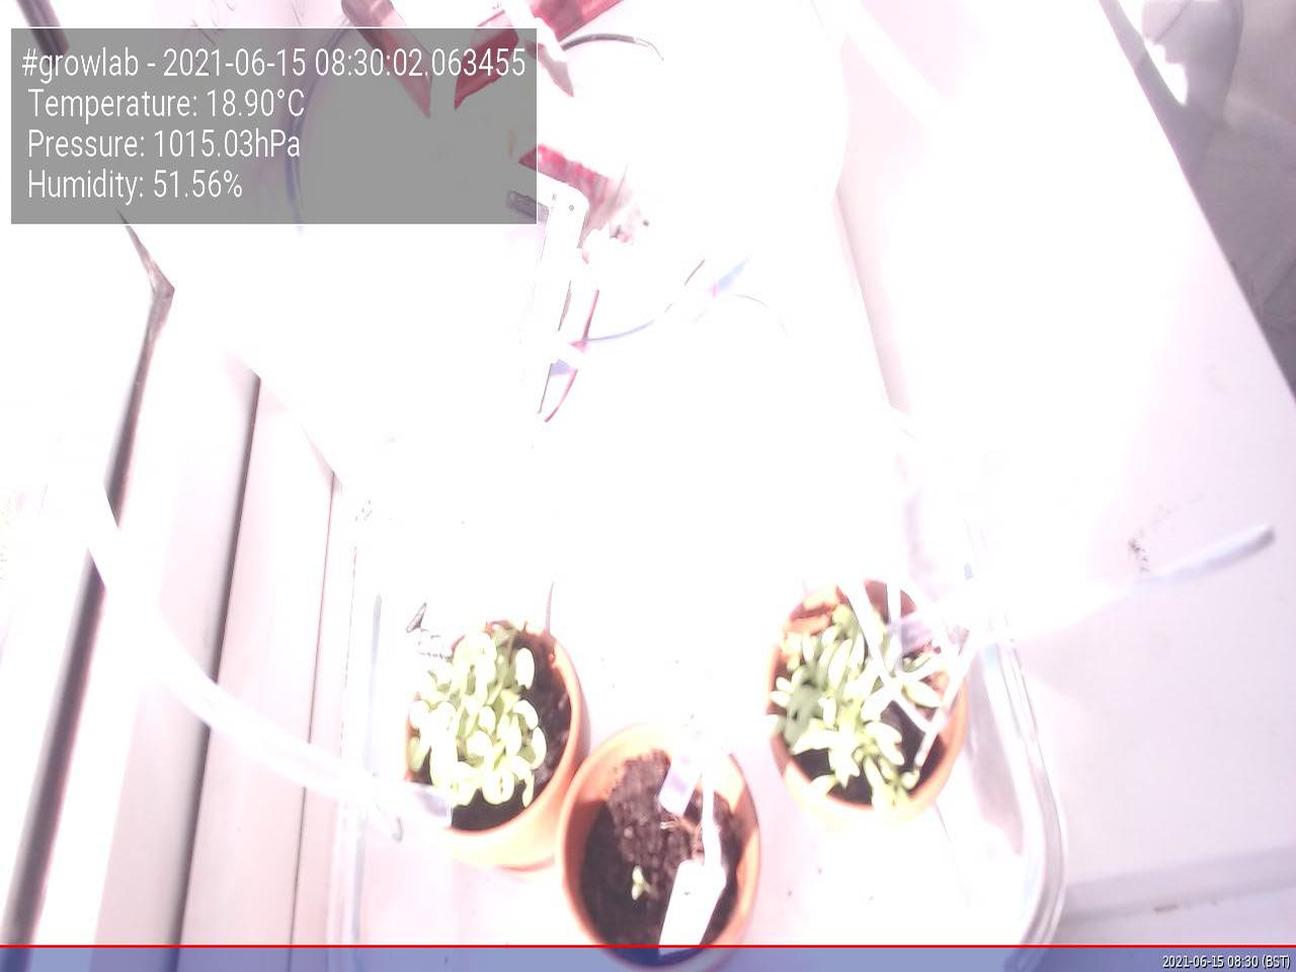 #growlab - 2021-06-15 08:30:02.063455
Temperature: 18.90°C
Pressure: 1015.03hPa
Humidity: 51.56%
2021-06-15 08:30 (BST)